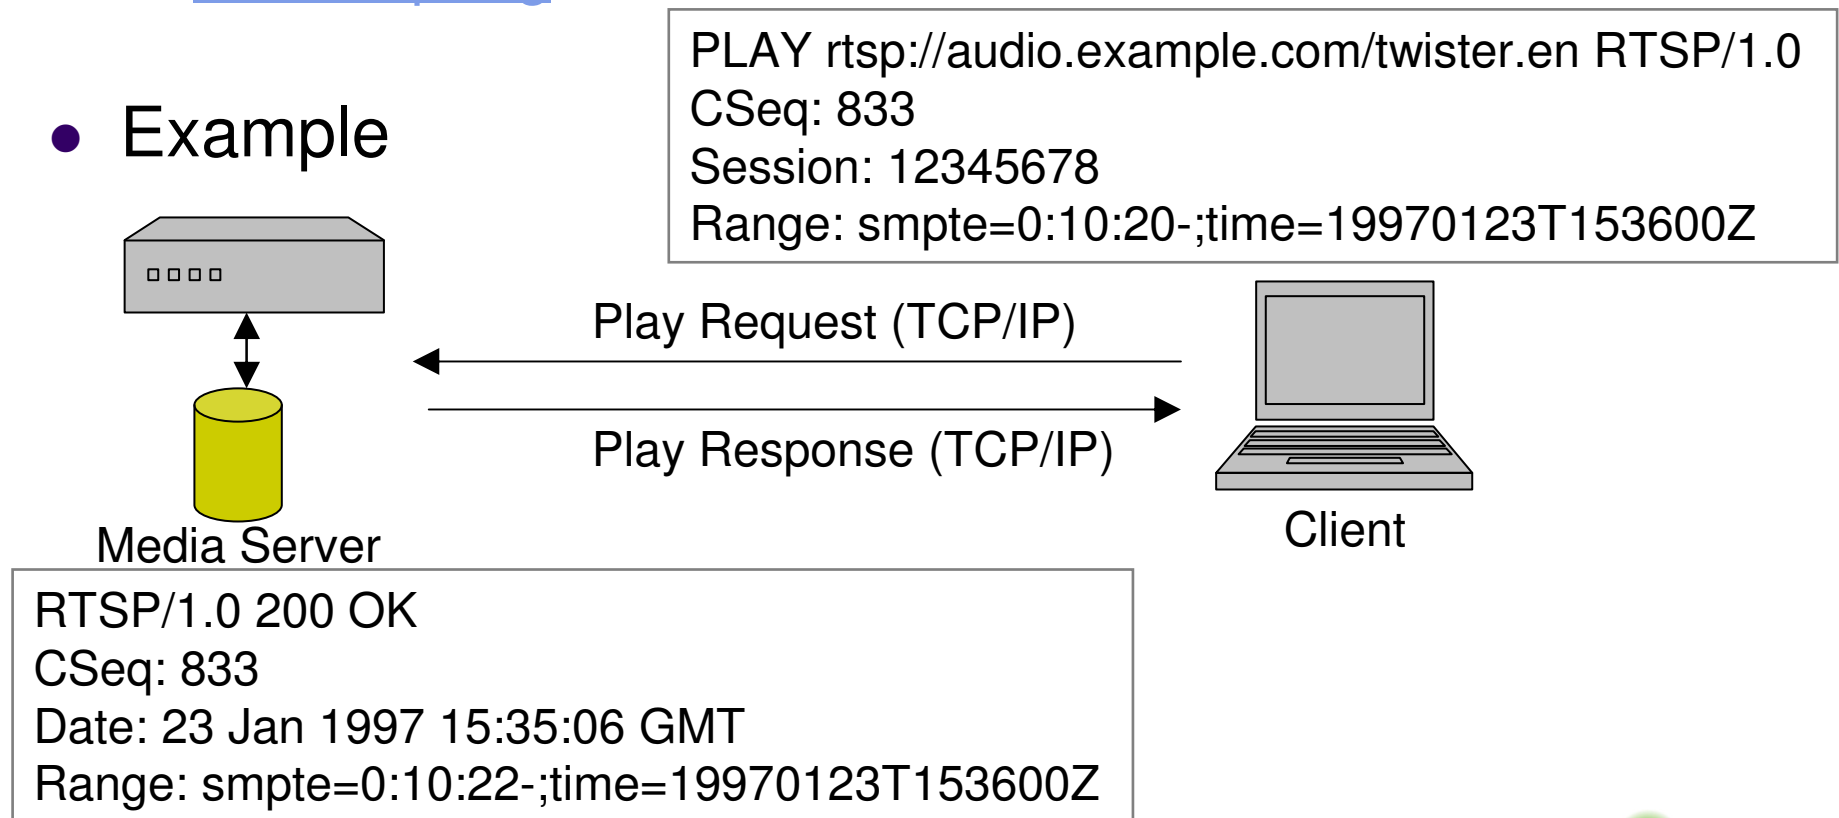 PLAY rtsp://audio.example.com/twister.en RTSP/1.0
CSeq: 833
Session: 12345678
Range: smpte=0:10:20-;time=19970123T153600Z
Example
Play Request (TCP/IP)
Play Response (TCP/IP)
Media Server
Client
RTSP/1.0 200 OK
CSeq: 833
Date: 23 Jan 1997 15:35:06 GMT
Range: smpte=0:10:22-;time=19970123T153600Z